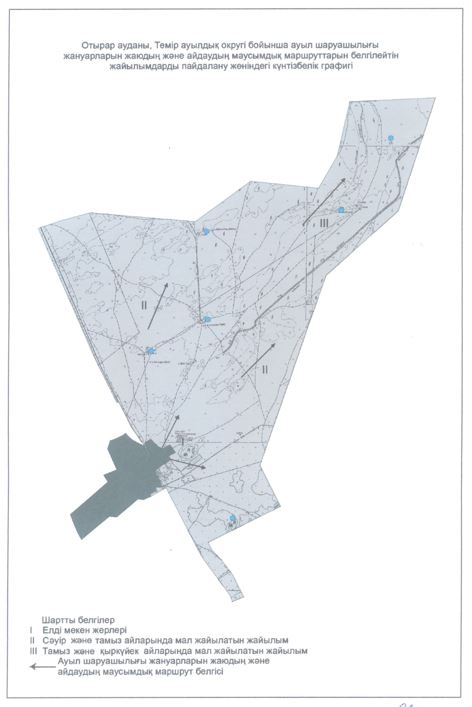 Отырар ауданы, Темір ауылдық округі бойынша ауыл шаруашылығы
жануарларын жаюдың және айдаудың маусымдық маршруттарын белгілейтін
жайылымдарды пайдалану жөніндегі күнтізбелік графигі
III
II
II
Шартты белгілер
I Елді мекен жерлері
II Сәуір және тамыз айларында мал жайылатын жайылым
III Тамыз және қыркүйек айларында мал жайылатын жайылым
Ауыл шаруашылығы жануарларын жаюдың және
айдаудың маусымдық маршрут белгісі